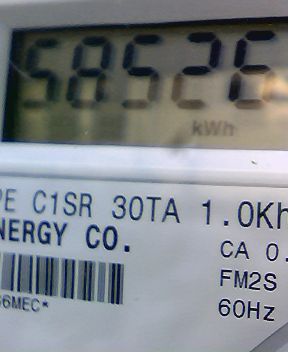 58526
kWh
PE C1SR 30TA 1.0Kh
NERGY CO.
CA 0.
FM2S
60Hz
6MEC*